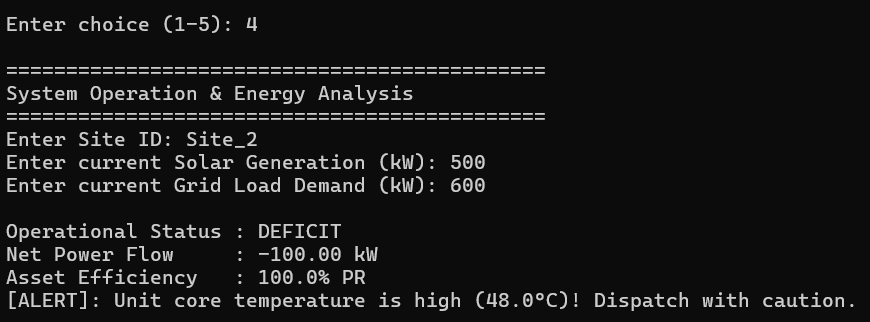 Enter choice (1-5): 4
=============================================
System Operation & Energy Analysis
=============================================
Enter Site ID: Site_2
Enter current Solar Generation (kW): 500
Enter current Grid Load Demand (kW): 600
Operational Status : DEFICIT
Net Power Flow     : -100.00 kW
Asset Efficiency   : 100.0% PR
[ALERT]: Unit core temperature is high (48.0°C)! Dispatch with caution.